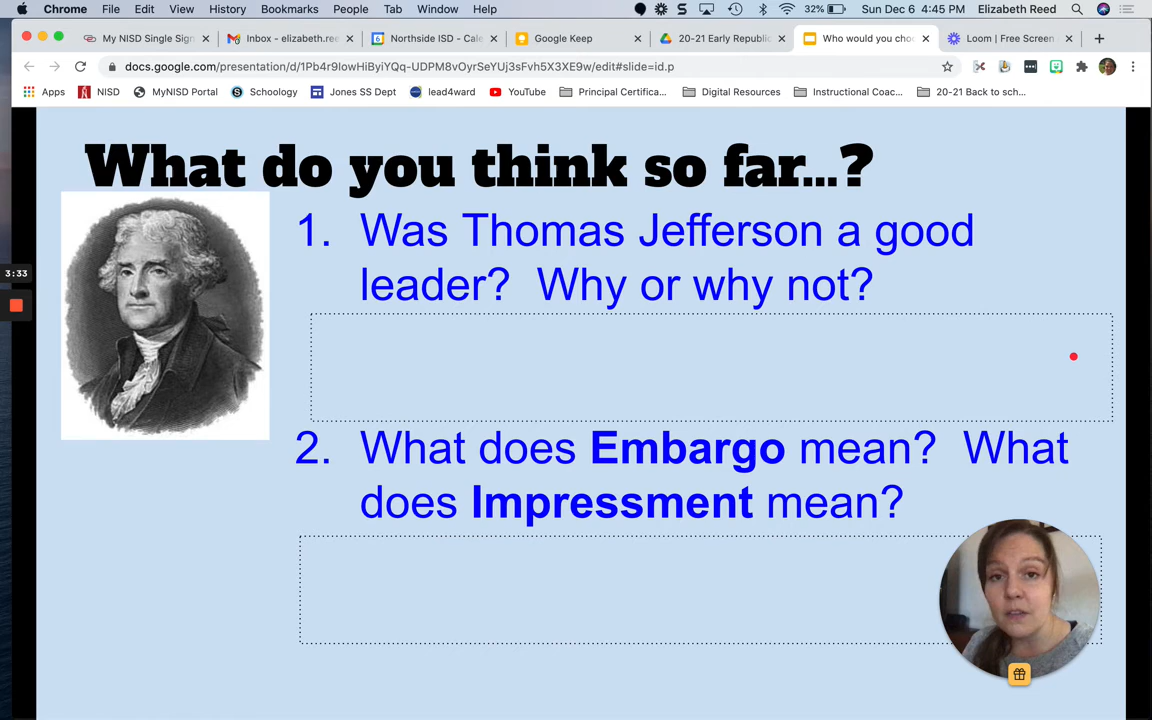 Chrome File Edit View History Bookmarks People Tab Window Help 32% Sun Dec 6 4:45 PM Elizabeth Reed
My NISD Single Sign Inbox - elizabeth.ree Northside ISD - Cale Google Keep 20-21 Early Republic Who would you cho Loom | Free Screen
docs.google.com/presentation/d/1Pb4r9IowHiByiYQq-UDPM8vOyrSeYUj3sFvh5X3XE9w/edit#slide=id.p
Apps NISD MyNISD Portal Schoology Jones SS Dept lead4ward YouTube Principal Certifica... Digital Resources Instructional Coac... 20-21 Back to sch...
What do you think so far...?
1. Was Thomas Jefferson a good
leader? Why or why not?
3:33
2. What does Embargo mean? What
does Impressment mean?